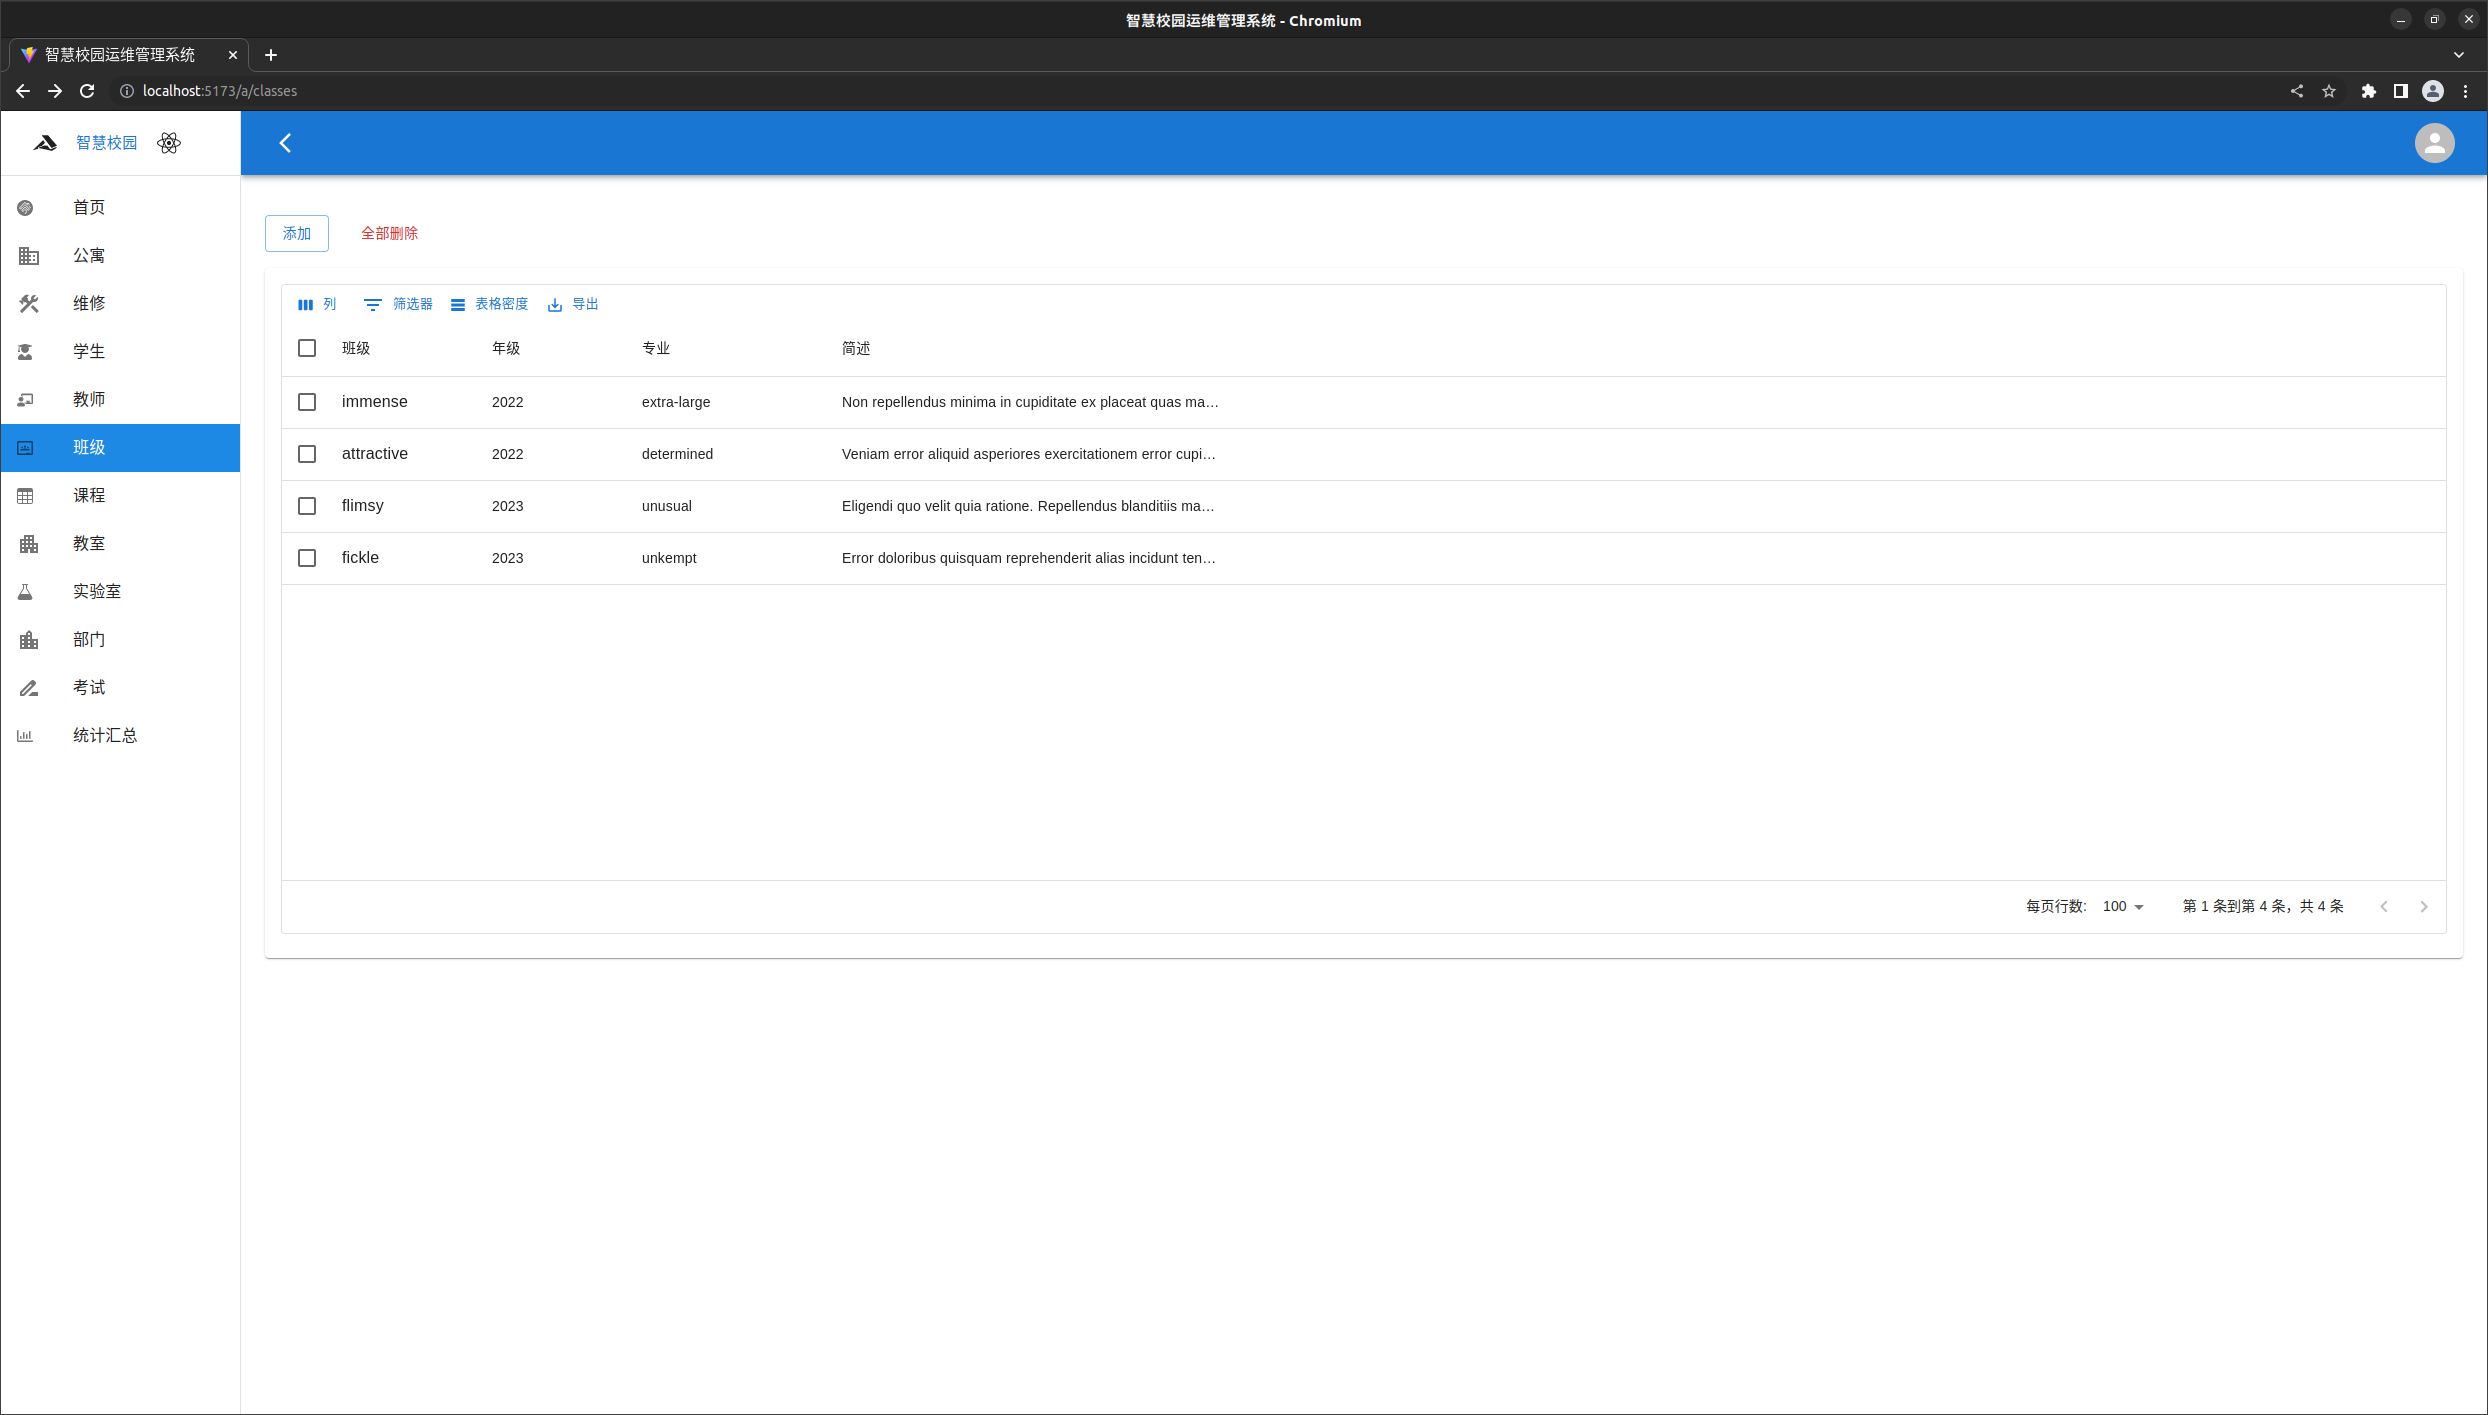 智慧校园运维管理系统 - Chromium
智慧校园运维管理系统
localhost:5173/a/classes
智慧校园
首页
公寓
维修
学生
教师
班级
课程
教室
实验室
部门
考试
统计汇总
添加 全部删除
列 筛选器 表格密度 导出
班级 年级 专业 简述
immense 2022 extra-large Non repellendus minima in cupiditate ex placeat quas ma…
attractive 2022 determined Veniam error aliquid asperiores exercitationem error cupi…
flimsy 2023 unusual Eligendi quo velit quia ratione. Repellendus blanditiis ma…
fickle 2023 unkempt Error doloribus quisquam reprehenderit alias incidunt ten…
每页行数: 100 第 1 条到第 4 条，共 4 条